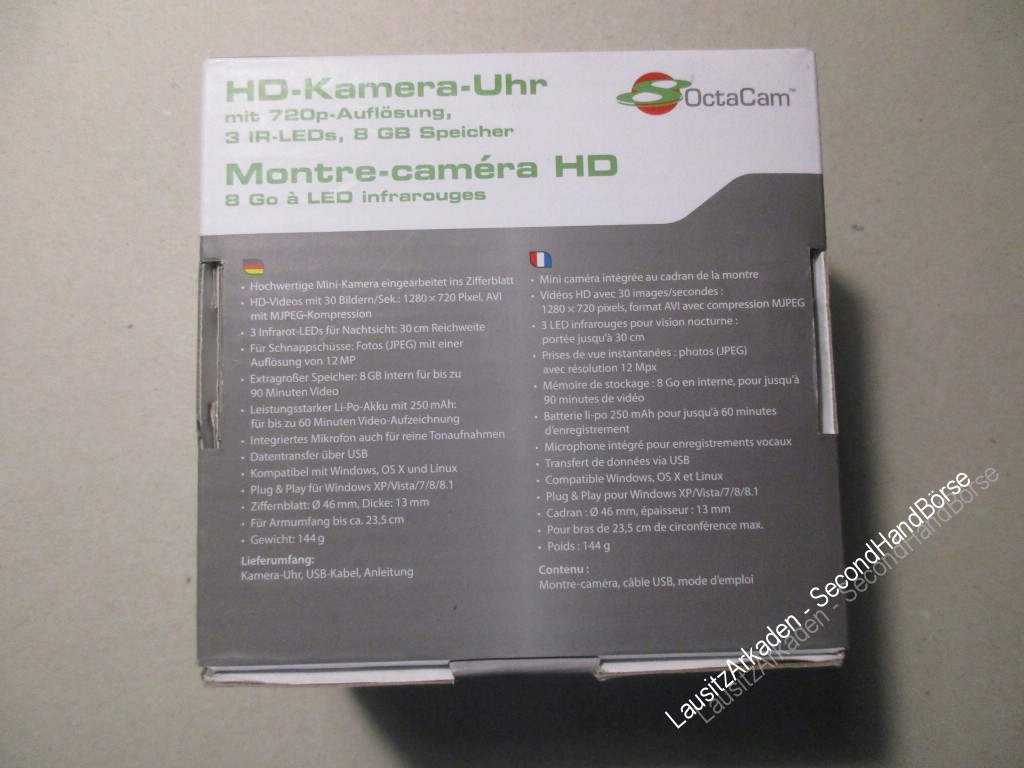 HD-Kamera-Uhr
mit 720p-Auflösung,
3 IR-LEDs, 8 GB Speicher
OctaCam™
Montre-caméra HD
8 Go à LED infrarouges
• Hochwertige Mini-Kamera eingearbeitet ins Zifferblatt
• HD-Videos mit 30 Bildern/Sek.: 1280 × 720 Pixel, AVI
mit MJPEG-Kompression
• 3 Infrarot-LEDs für Nachtsicht: 30 cm Reichweite
• Für Schnappschüsse: Fotos (JPEG) mit einer
Auflösung von 12 MP
• Extragroßer Speicher: 8 GB intern für bis zu
90 Minuten Video
• Leistungsstarker Li-Po-Akku mit 250 mAh:
für bis zu 60 Minuten Video-Aufzeichnung
• Integriertes Mikrofon auch für reine Tonaufnahmen
• Datentransfer über USB
• Kompatibel mit Windows, OS X und Linux
• Plug & Play für Windows XP/Vista/7/8/8.1
• Ziffernblatt: Ø 46 mm, Dicke: 13 mm
• Für Armumfang bis ca. 23,5 cm
• Gewicht: 144 g
Lieferumfang:
Kamera-Uhr, USB-Kabel, Anleitung
• Mini caméra intégrée au cadran de la montre
• Vidéos HD avec 30 images/secondes :
1280 × 720 pixels, format AVI avec compression MJPEG
• 3 LED infrarouges pour vision nocturne :
portée jusqu'à 30 cm
• Prises de vue instantanées : photos (JPEG)
avec résolution 12 Mpx
• Mémoire de stockage : 8 Go en interne, pour jusqu'à
90 minutes de vidéo
• Batterie li-po 250 mAh pour jusqu'à 60 minutes
d'enregistrement
• Microphone intégré pour enregistrements vocaux
• Transfert de données via USB
• Compatible Windows, OS X et Linux
• Plug & Play pour Windows XP/Vista/7/8/8.1
• Cadran : Ø 46 mm, épaisseur : 13 mm
• Pour bras de 23,5 cm de circonférence max.
• Poids : 144 g
Contenu :
Montre-caméra, câble USB, mode d'emploi
LausitzArkaden - SecondHandBörse